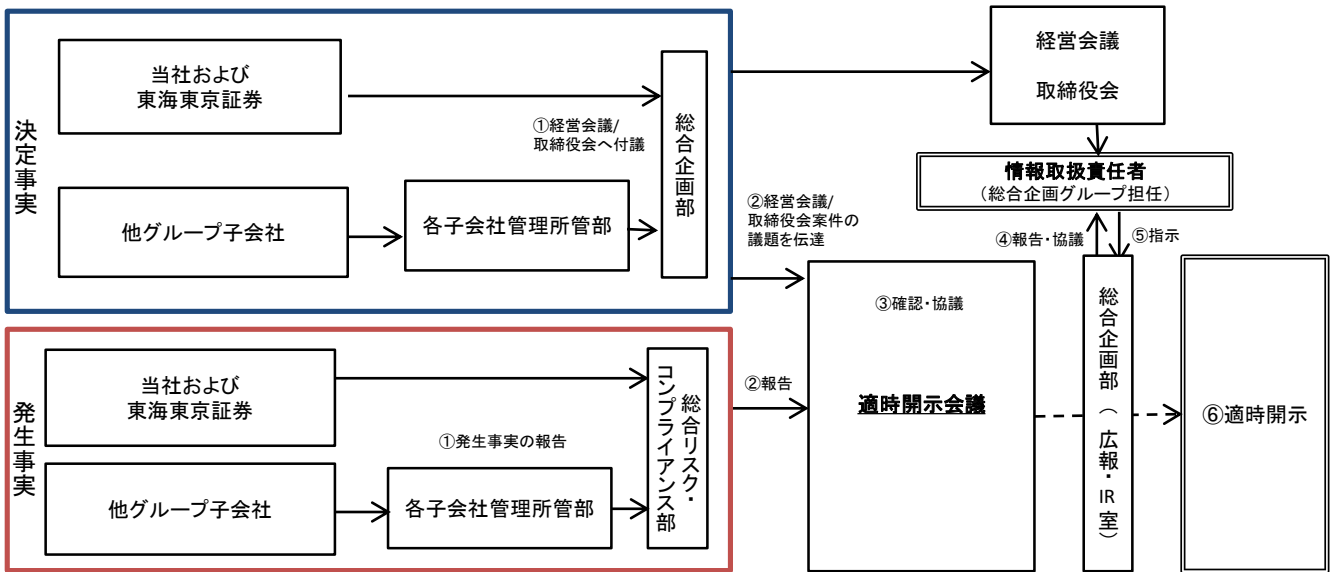 決定事実
当社および
東海東京証券
他グループ子会社
各子会社管理所管部
①経営会議/
取締役会へ付議
総合企画部
発生事実
当社および
東海東京証券
他グループ子会社
①発生事実の報告
各子会社管理所管部
総合リスク・
コンプライアンス部
②経営会議/
取締役会案件の
議題を伝達
②報告
経営会議
取締役会
情報取扱責任者
(総合企画グループ担任)
④報告・協議
⑤指示
③確認・協議
適時開示会議
総合企画部(広報・IR室)
⑥適時開示